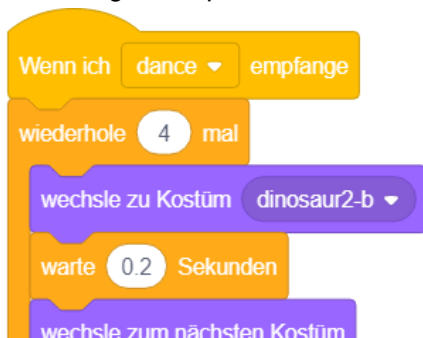 Wenn ich dance empfange
wiederhole 4 mal
wechsle zu Kostüm dinosaur2-b
warte 0.2 Sekunden
wechsle zum nächsten Kostüm